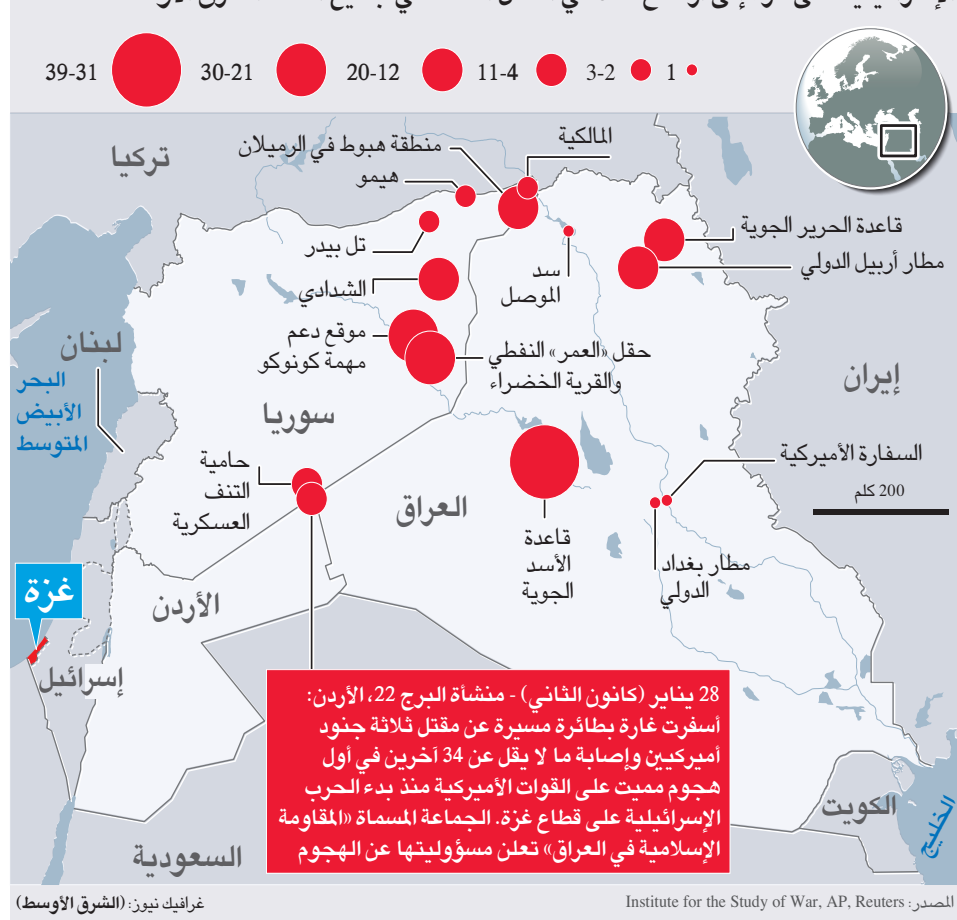 39-31
30-21
20-12
11-4
3-2
1
تركيا
منطقة هبوط في الرميلان
المالكية
هيمو
تل بيدر
الشدادي
سد
الموصل
قاعدة الحرير الجوية
مطار أربيل الدولي
موقع دعم
مهمة كونوكو
حقل «العمر» النفطي
والقرية الخضراء
لبنان
البحر
الأبيض
المتوسط
سوريا
إيران
حامية
التنف
العسكرية
العراق
السفارة الأميركية
200 كلم
قاعدة
الأسد
الجوية
مطار بغداد
الدولي
غزة
الأردن
إسرائيل
28 يناير (كانون الثاني) - منشأة البرج 22، الأردن:
أسفرت غارة بطائرة مسيرة عن مقتل ثلاثة جنود
أميركيين وإصابة ما لا يقل عن 34 آخرين في أول
هجوم مميت على القوات الأميركية منذ بدء الحرب
الإسرائيلية على قطاع غزة. الجماعة المسماة «المقاومة
الإسلامية في العراق» تعلن مسؤوليتها عن الهجوم
الكويت
الخليج
السعودية
المصدر: Institute for the Study of War, AP, Reuters
غرافيك نيوز: (الشرق الأوسط)